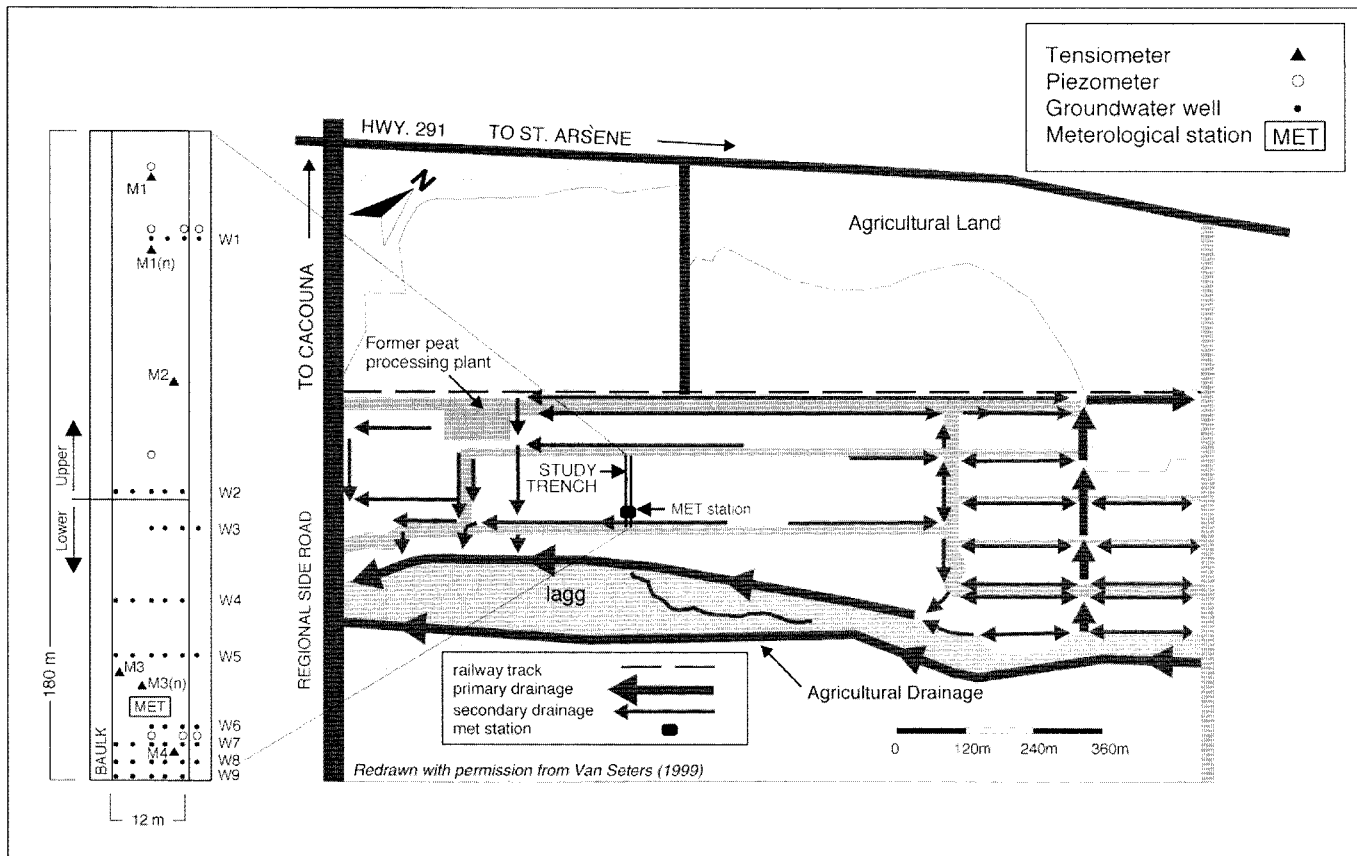 Tensiometer
Piezometer
Groundwater well
Meterological station MET
HWY. 291 TO ST. ARSENE
N
TO CACOUNA
REGIONAL SIDE ROAD
Agricultural Land
Former peat
processing plant
STUDY
TRENCH
MET station
lagg
Agricultural Drainage
railway track
primary drainage
secondary drainage
met station
0 120m 240m 360m
Redrawn with permission from Van Seters (1999)
M1
W1
M1(n)
M2
Upper
W2
Lower
W3
W4
W5
M3
M3(n)
MET
W6
W7
M4
W8
W9
BAULK
180 m
12 m